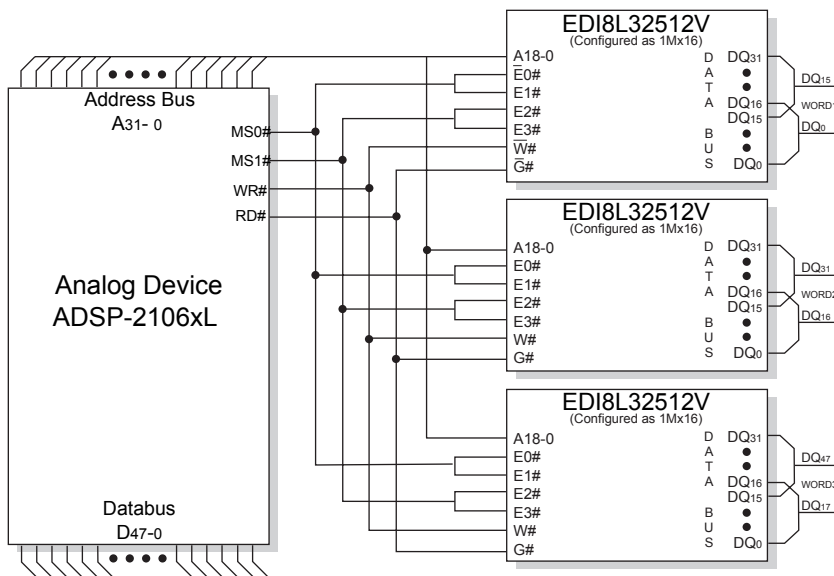 Address Bus
A31- 0
MS0#
MS1#
WR#
RD#
Analog Device
ADSP-2106xL
Databus
D47-0
EDI8L32512V
(Configured as 1Mx16)
A18-0 D DQ31
E0# A
E1# T
E2# A DQ16
E3# DQ15
W# B
G# U
S DQ0
DQ15
WORD1
DQ0
EDI8L32512V
(Configured as 1Mx16)
A18-0 D DQ31
E0# A
E1# T
E2# A DQ16
E3# DQ15
W# B
G# U
S DQ0
DQ31
WORD2
DQ16
EDI8L32512V
(Configured as 1Mx16)
A18-0 D DQ31
E0# A
E1# T
E2# A DQ16
E3# DQ15
W# B
G# U
S DQ0
DQ47
WORD3
DQ17